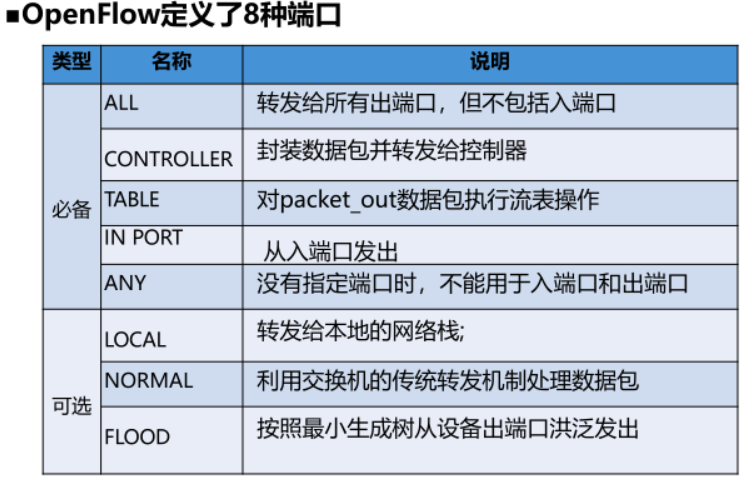 ■OpenFlow定义了8种端口
类型 名称 说明
必备
ALL 转发给所有出端口，但不包括入端口
CONTROLLER 封装数据包并转发给控制器
TABLE 对packet_out数据包执行流表操作
IN PORT 从入端口发出
ANY 没有指定端口时，不能用于入端口和出端口
可选
LOCAL 转发给本地的网络栈;
NORMAL 利用交换机的传统转发机制处理数据包
FLOOD 按照最小生成树从设备出端口洪泛发出